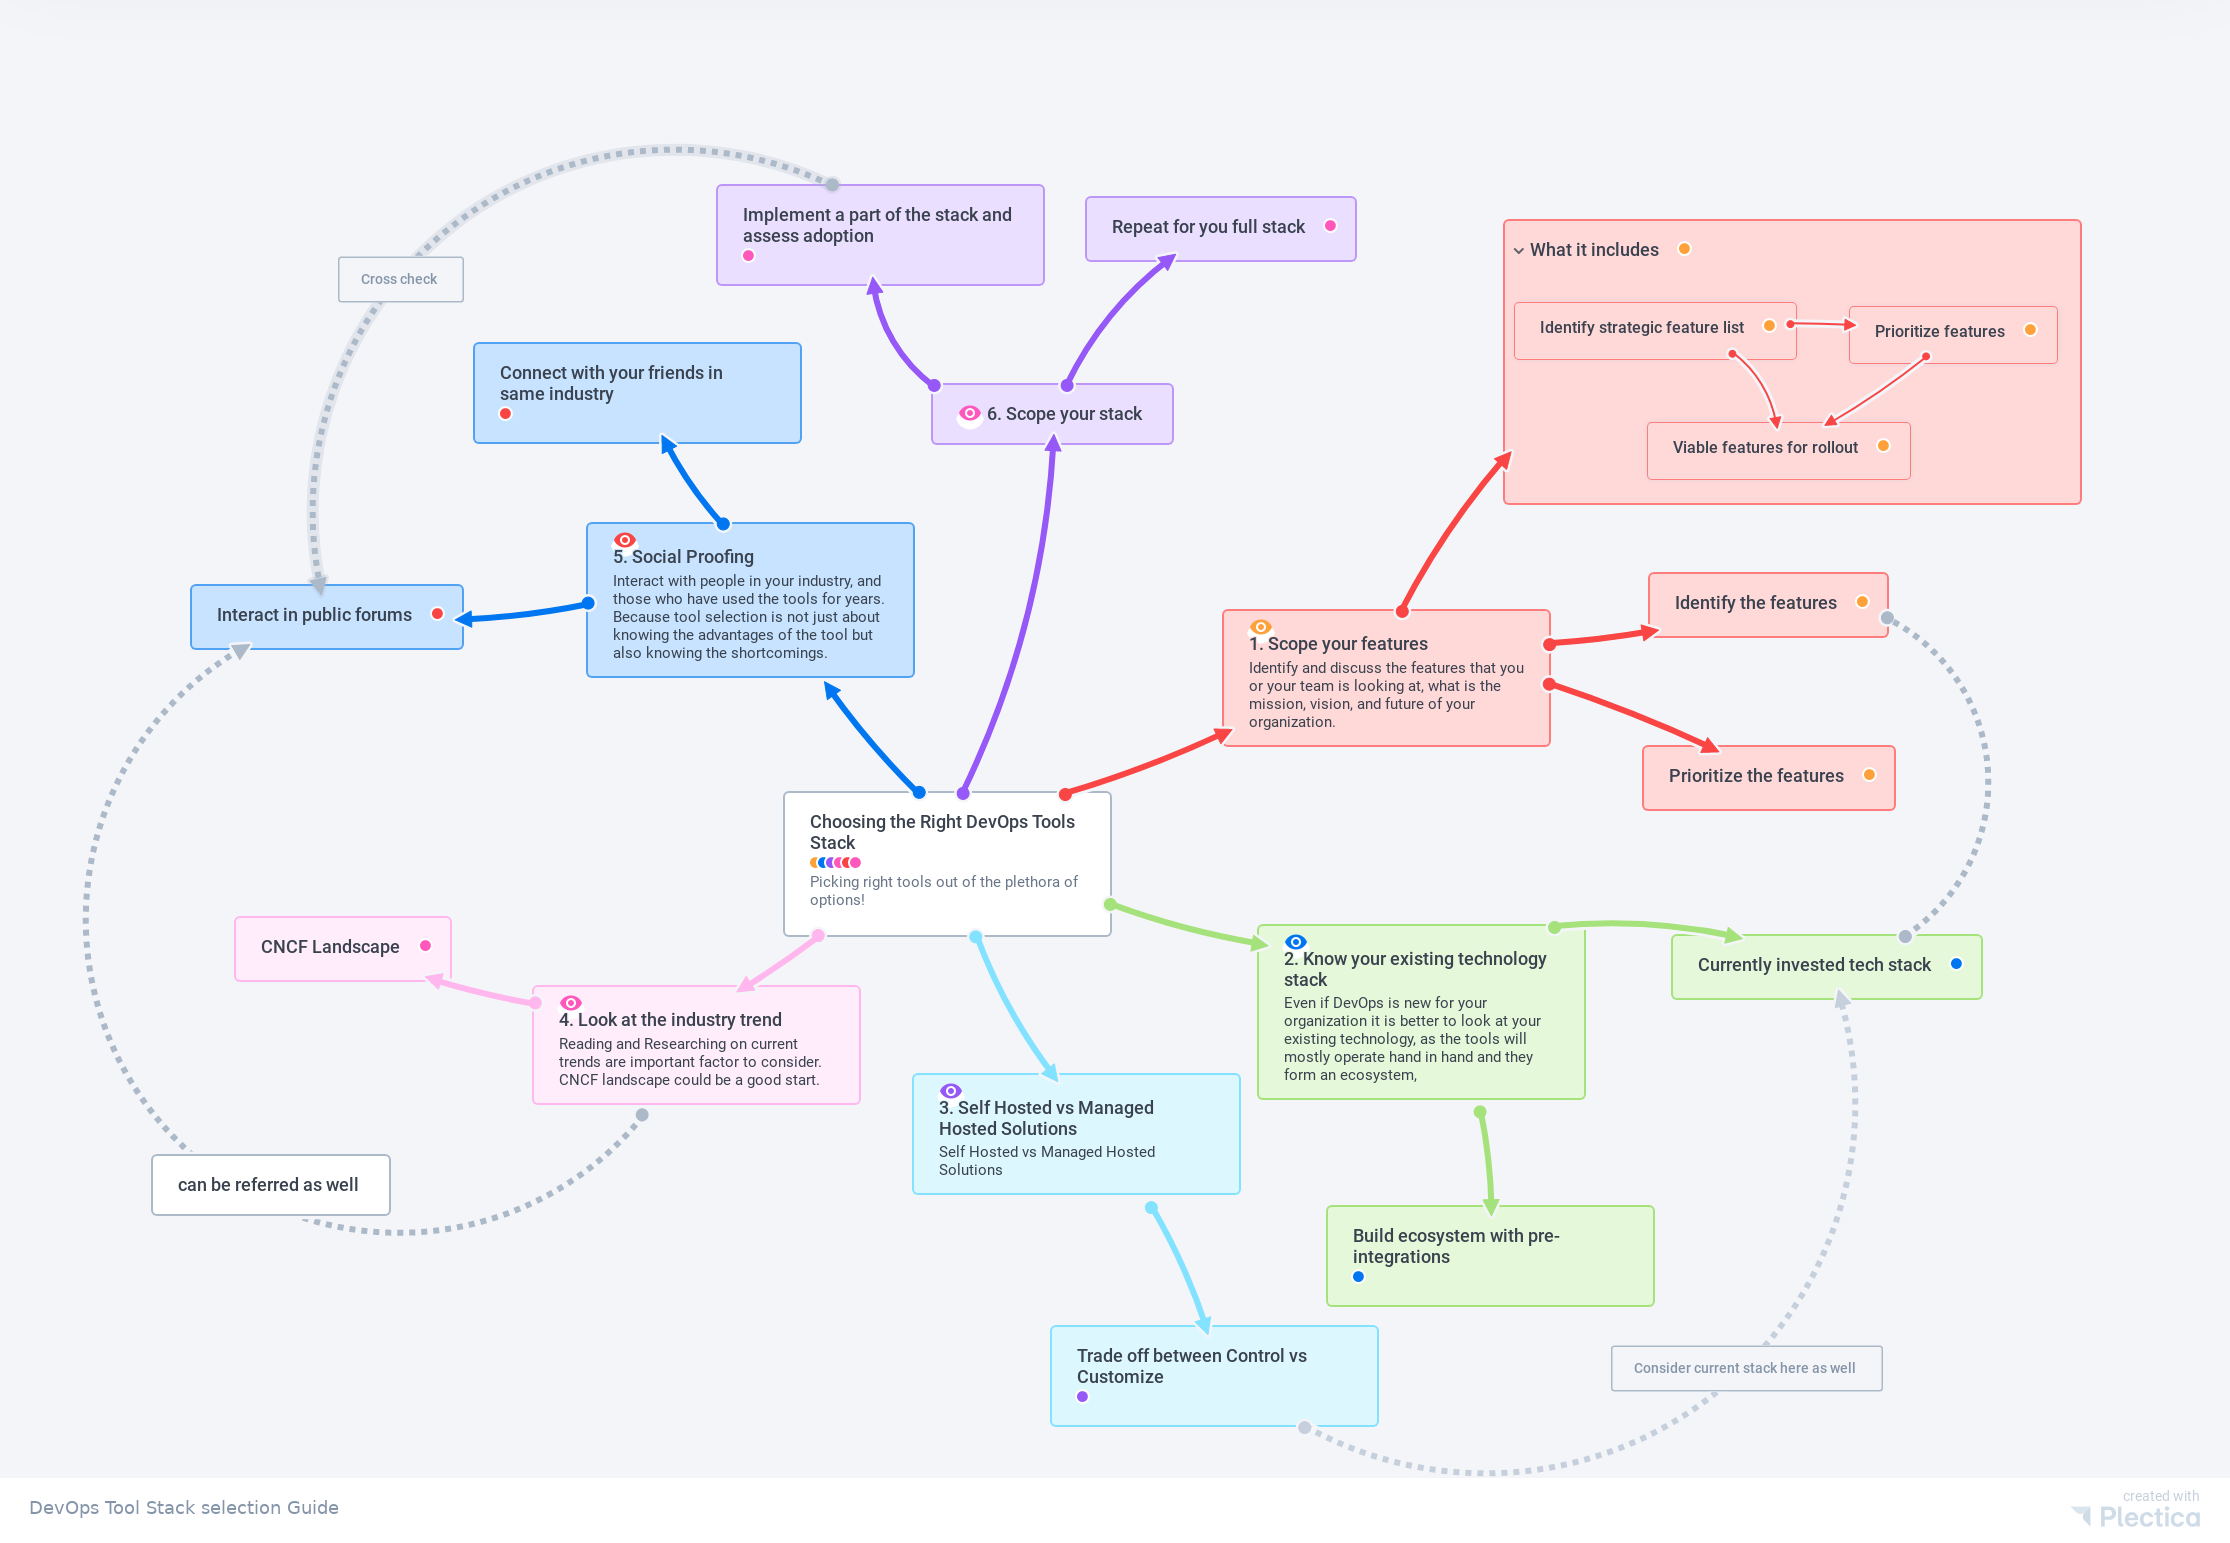 Implement a part of the stack and
assess adoption
Repeat for you full stack
What it includes
Identify strategic feature list
Prioritize features
Viable features for rollout
Cross check
Connect with your friends in
same industry
6. Scope your stack
5. Social Proofing
Interact with people in your industry, and
those who have used the tools for years.
Because tool selection is not just about
knowing the advantages of the tool but
also knowing the shortcomings.
Interact in public forums
1. Scope your features
Identify and discuss the features that you
or your team is looking at, what is the
mission, vision, and future of your
organization.
Identify the features
Prioritize the features
Choosing the Right DevOps Tools
Stack
Picking right tools out of the plethora of
options!
CNCF Landscape
4. Look at the industry trend
Reading and Researching on current
trends are important factor to consider.
CNCF landscape could be a good start.
2. Know your existing technology
stack
Even if DevOps is new for your
organization it is better to look at your
existing technology, as the tools will
mostly operate hand in hand and they
form an ecosystem,
Currently invested tech stack
3. Self Hosted vs Managed
Hosted Solutions
Self Hosted vs Managed Hosted
Solutions
can be referred as well
Build ecosystem with pre-
integrations
Trade off between Control vs
Customize
Consider current stack here as well
DevOps Tool Stack selection Guide
created with
Plectica